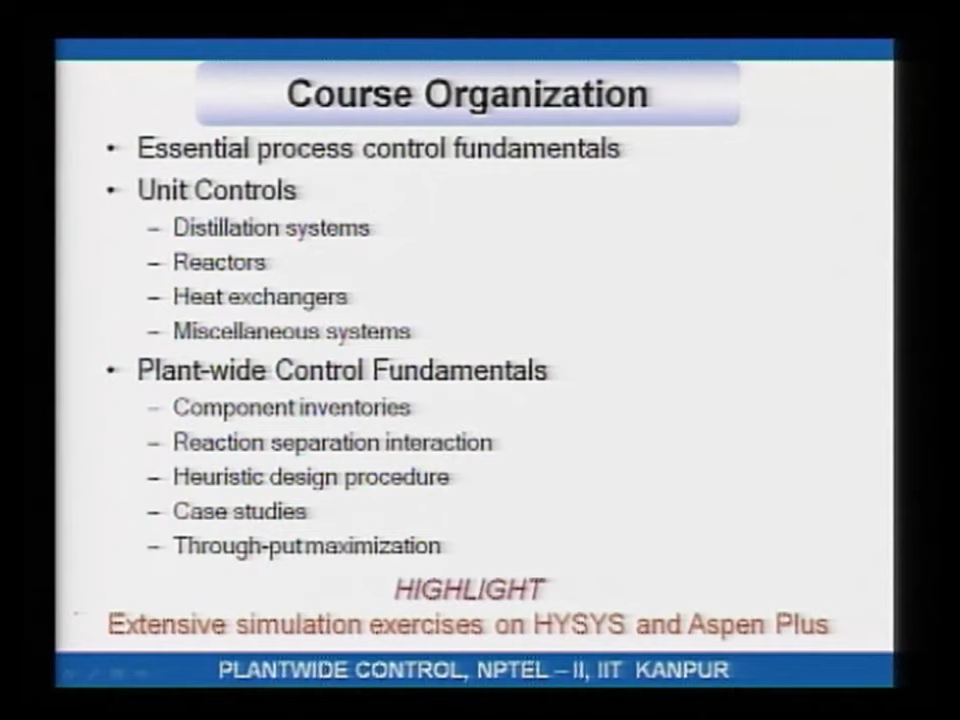 Course Organization
• Essential process control fundamentals
• Unit Controls
– Distillation systems
– Reactors
– Heat exchangers
– Miscellaneous systems
• Plant-wide Control Fundamentals
– Component inventories
– Reaction separation interaction
– Heuristic design procedure
– Case studies
– Through-put maximization
HIGHLIGHT
Extensive simulation exercises on HYSYS and Aspen Plus
PLANTWIDE CONTROL, NPTEL – II, IIT KANPUR